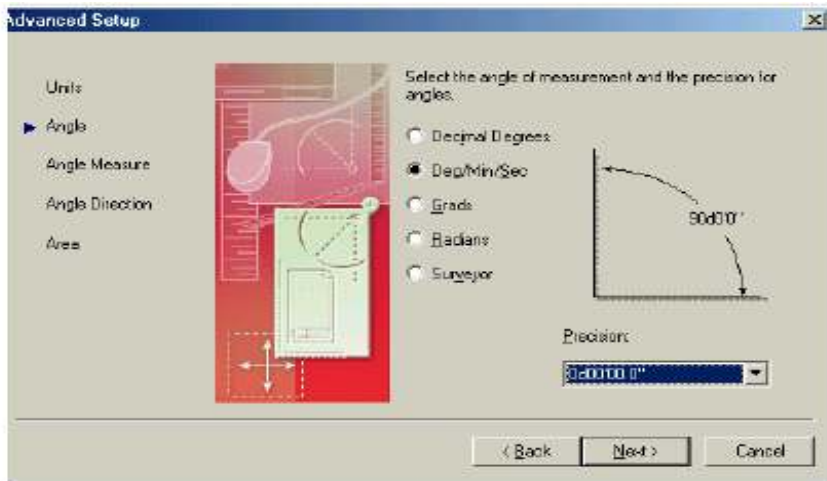 Advanced Setup
Units
Angle
Angle Measure
Angle Direction
Area
Select the angle of measurement and the precision for
angles.
Decimal Degrees
Deg/Min/Sec
Grads
Radians
Surveyor
90d0'0"
Precision:
0d00'00.0"
< Back
Next >
Cancel